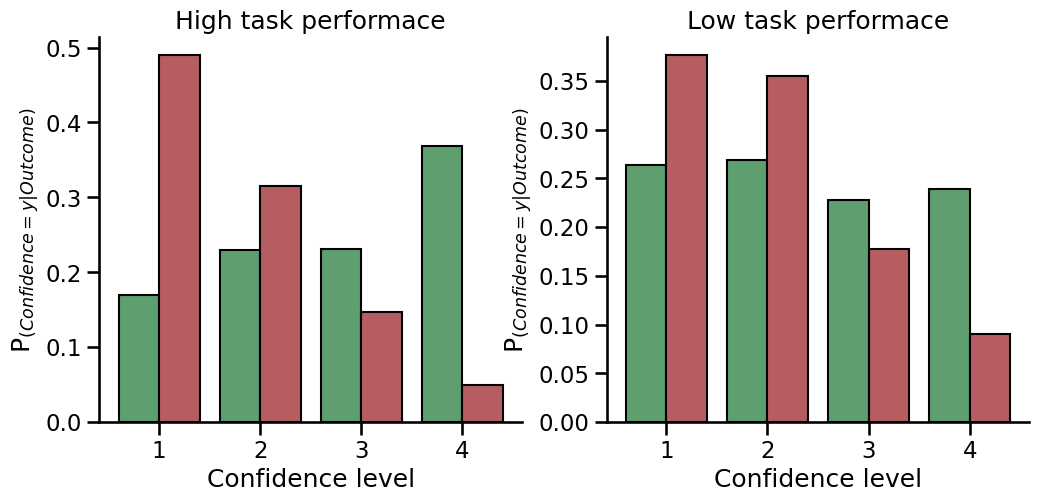 High task performace
P(Confidence = y|Outcome)
0.5
0.4
0.3
0.2
0.1
0.0
1 2 3 4
Confidence level
Low task performace
P(Confidence = y|Outcome)
0.35
0.30
0.25
0.20
0.15
0.10
0.05
0.00
1 2 3 4
Confidence level